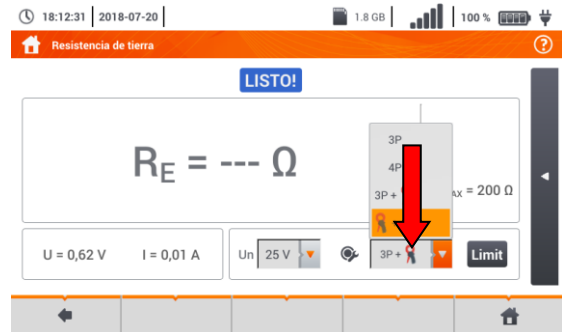 18:12:31 2018-07-20 1.8 GB 100 %
Resistencia de tierra
LISTO!
3P
4P
RE = --- Ω
3P +
= 200 Ω
U = 0,62 V I = 0,01 A Un 25 V 3P + Limit